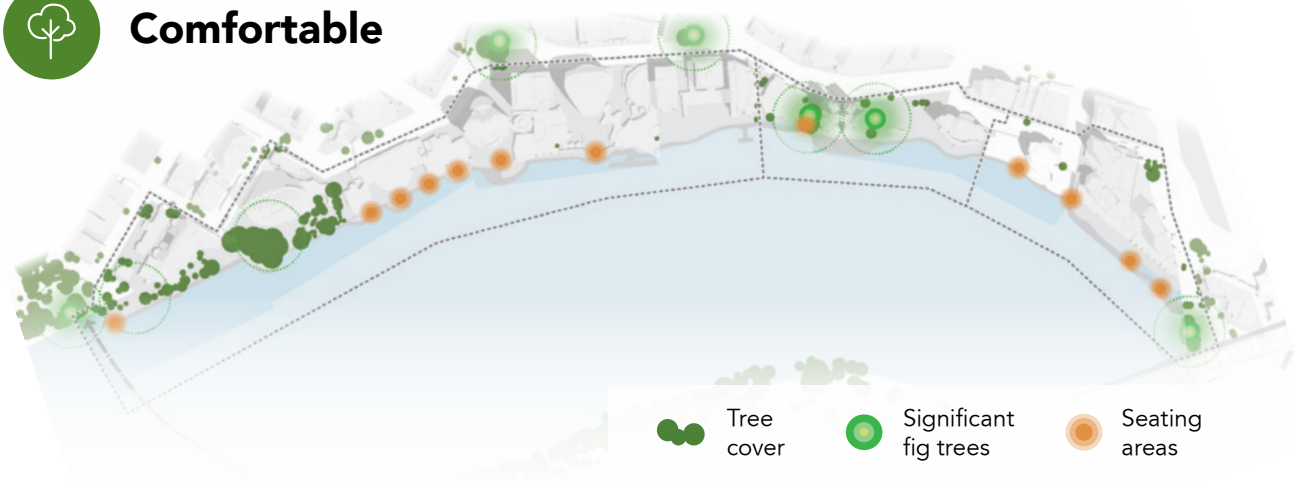 Comfortable
Tree
cover
Significant
fig trees
Seating
areas